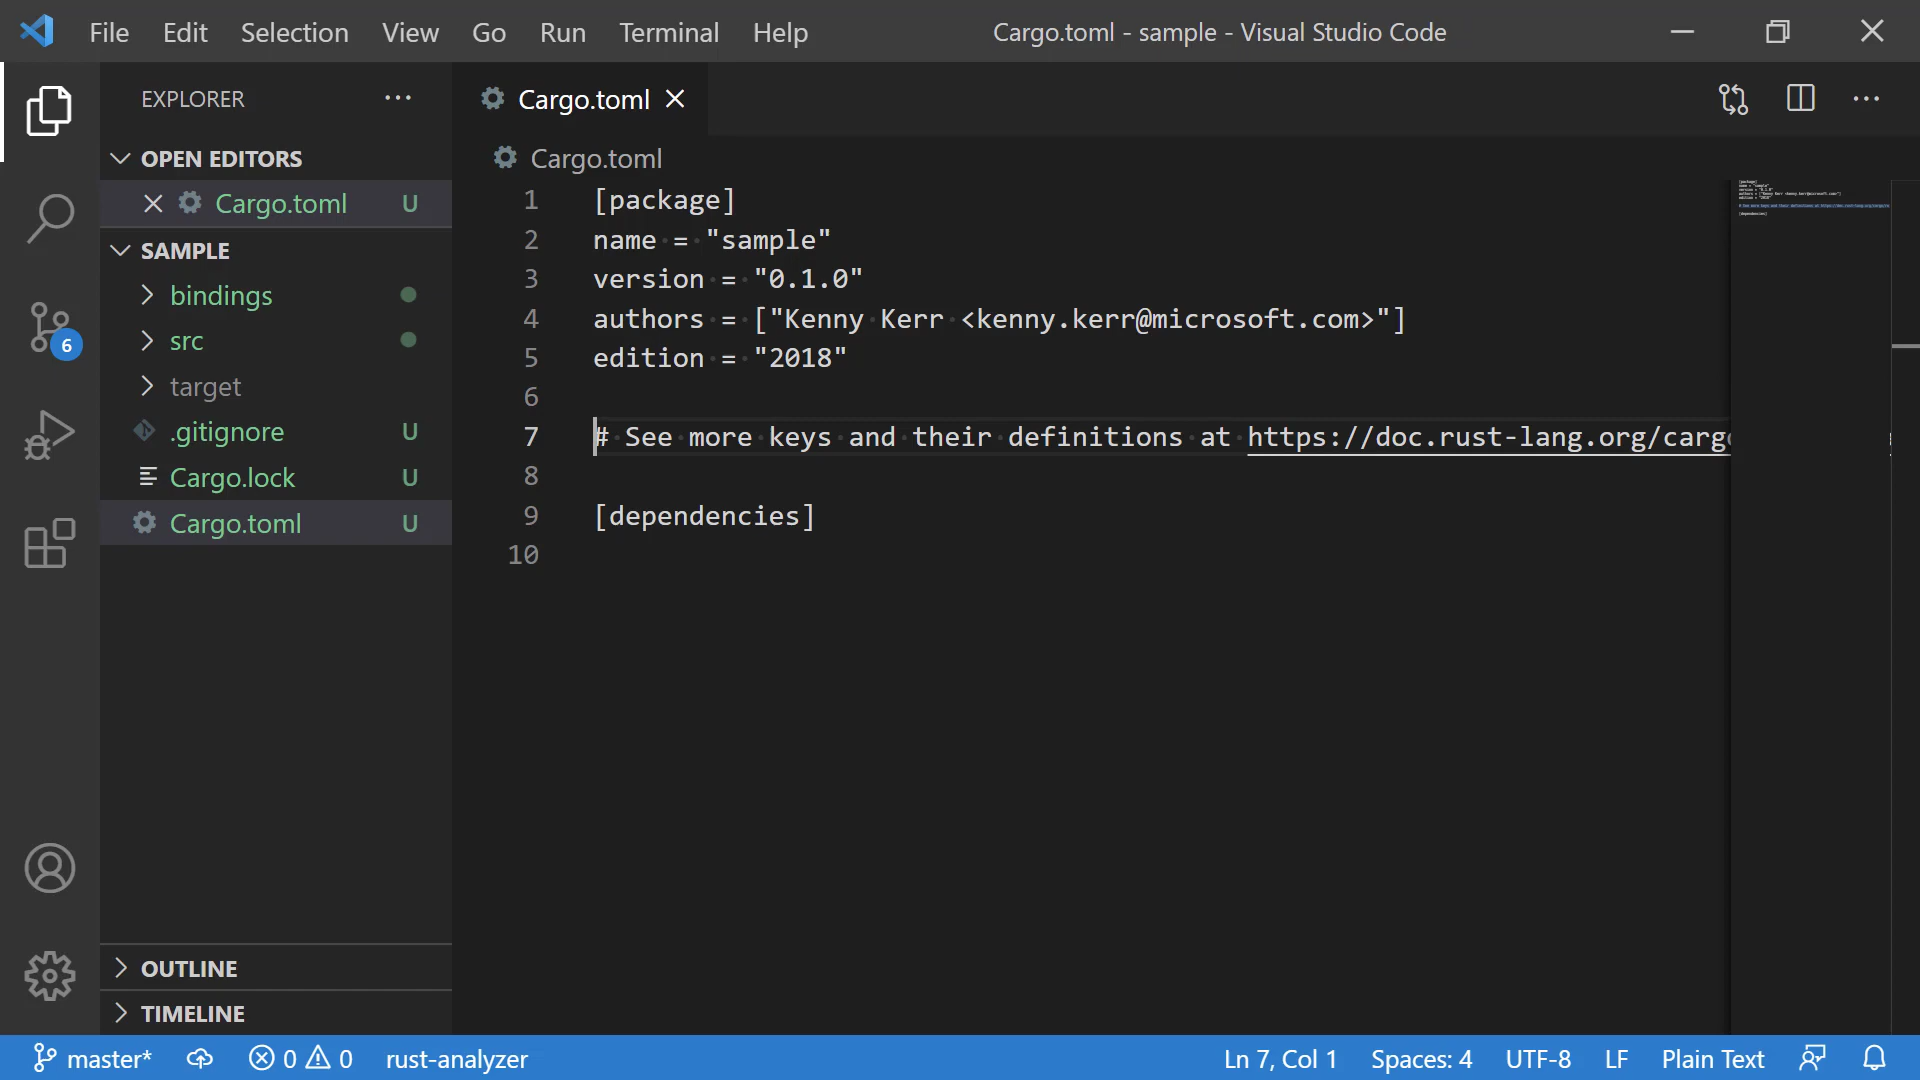 File Edit Selection View Go Run Terminal Help Cargo.toml - sample - Visual Studio Code
EXPLORER
Cargo.toml
OPEN EDITORS
Cargo.toml U
SAMPLE
bindings
src
target
.gitignore U
Cargo.lock U
Cargo.toml U
OUTLINE
TIMELINE
6
Cargo.toml
1 [package]
2 name = "sample"
3 version = "0.1.0"
4 authors = ["Kenny Kerr <kenny.kerr@microsoft.com>"]
5 edition = "2018"
6
7 # See more keys and their definitions at https://doc.rust-lang.org/cargo
8
9 [dependencies]
10
master* 0 0 rust-analyzer Ln 7, Col 1 Spaces: 4 UTF-8 LF Plain Text